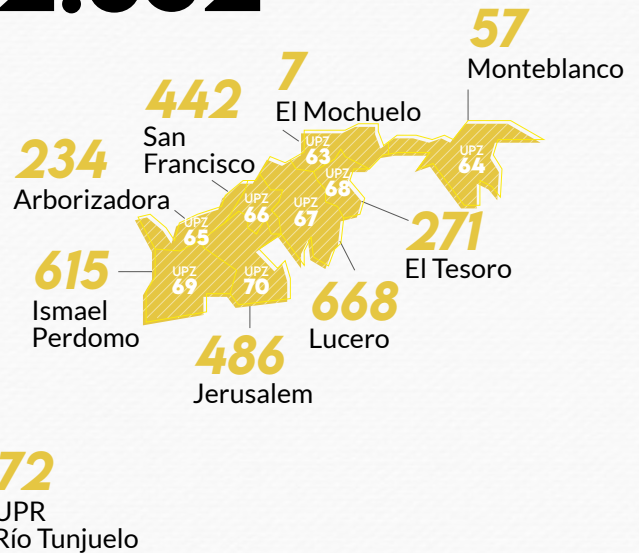 57
Monteblanco
7
El Mochuelo
442
San
Francisco
234
Arborizadora
615
Ismael
Perdomo
UPZ
63
UPZ
64
UPZ
68
UPZ
66
UPZ
67
UPZ
65
UPZ
69
UPZ
70
271
El Tesoro
668
Lucero
486
Jerusalem
72
UPR
Río Tunjuelo